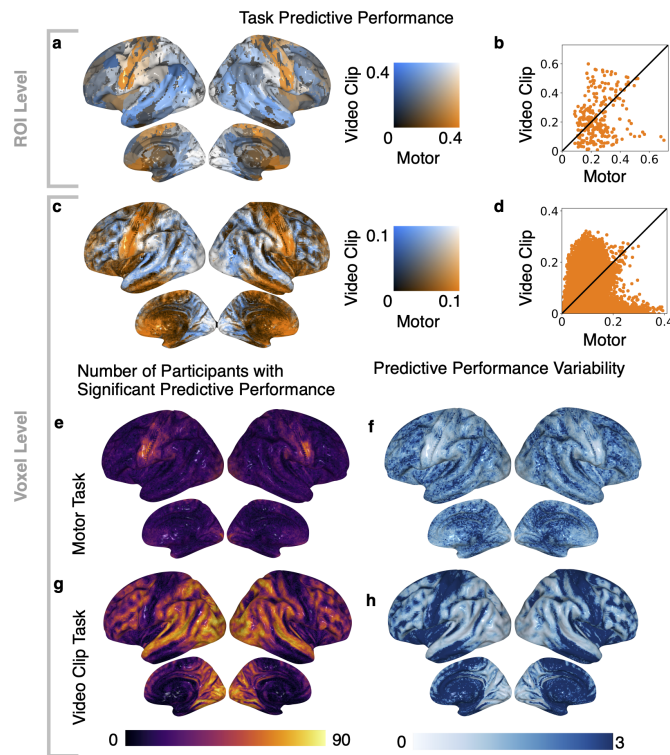 Task Predictive Performance
ROI Level
a
Video Clip
0.4
0
0.4
Motor
b
Video Clip
0.6
0.4
0.2
0
0 0.2 0.4 0.6
Motor
Voxel Level
c
Video Clip
0.1
0
0.1
Motor
d
Video Clip
0.4
0.2
0
0 0.2 0.4
Motor
Number of Participants with
Significant Predictive Performance
Predictive Performance Variability
Motor Task
e
f
Video Clip Task
g
h
0 90
0 3